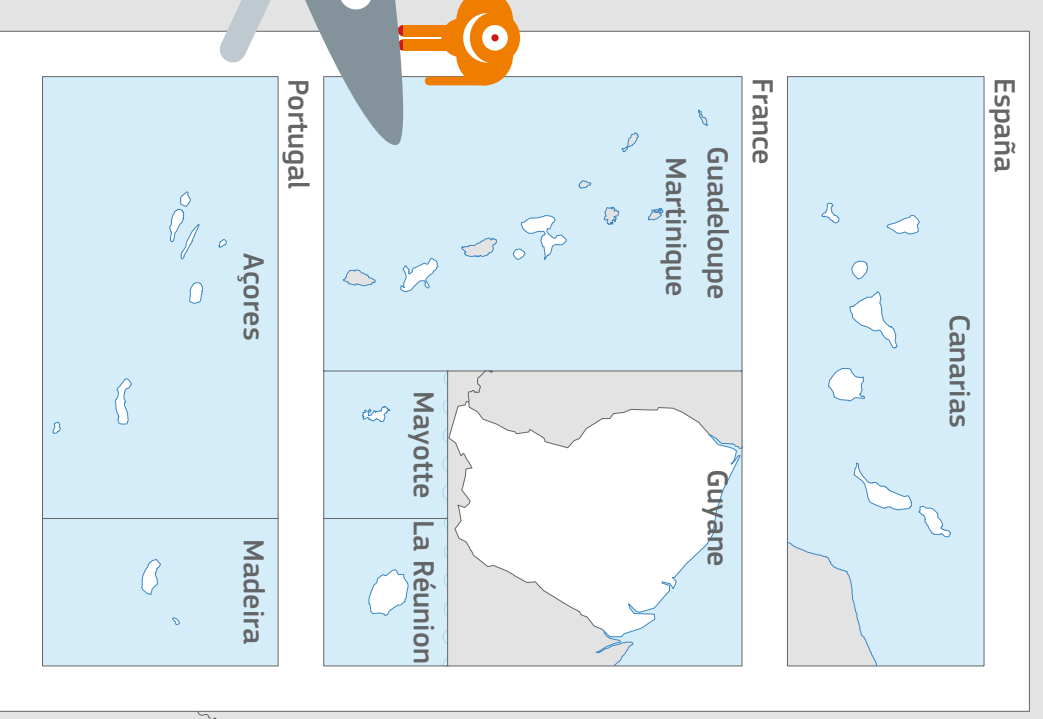 España
Canarias
France
Guadeloupe
Martinique
Guyane
Mayotte
La Réunion
Portugal
Açores
Madeira